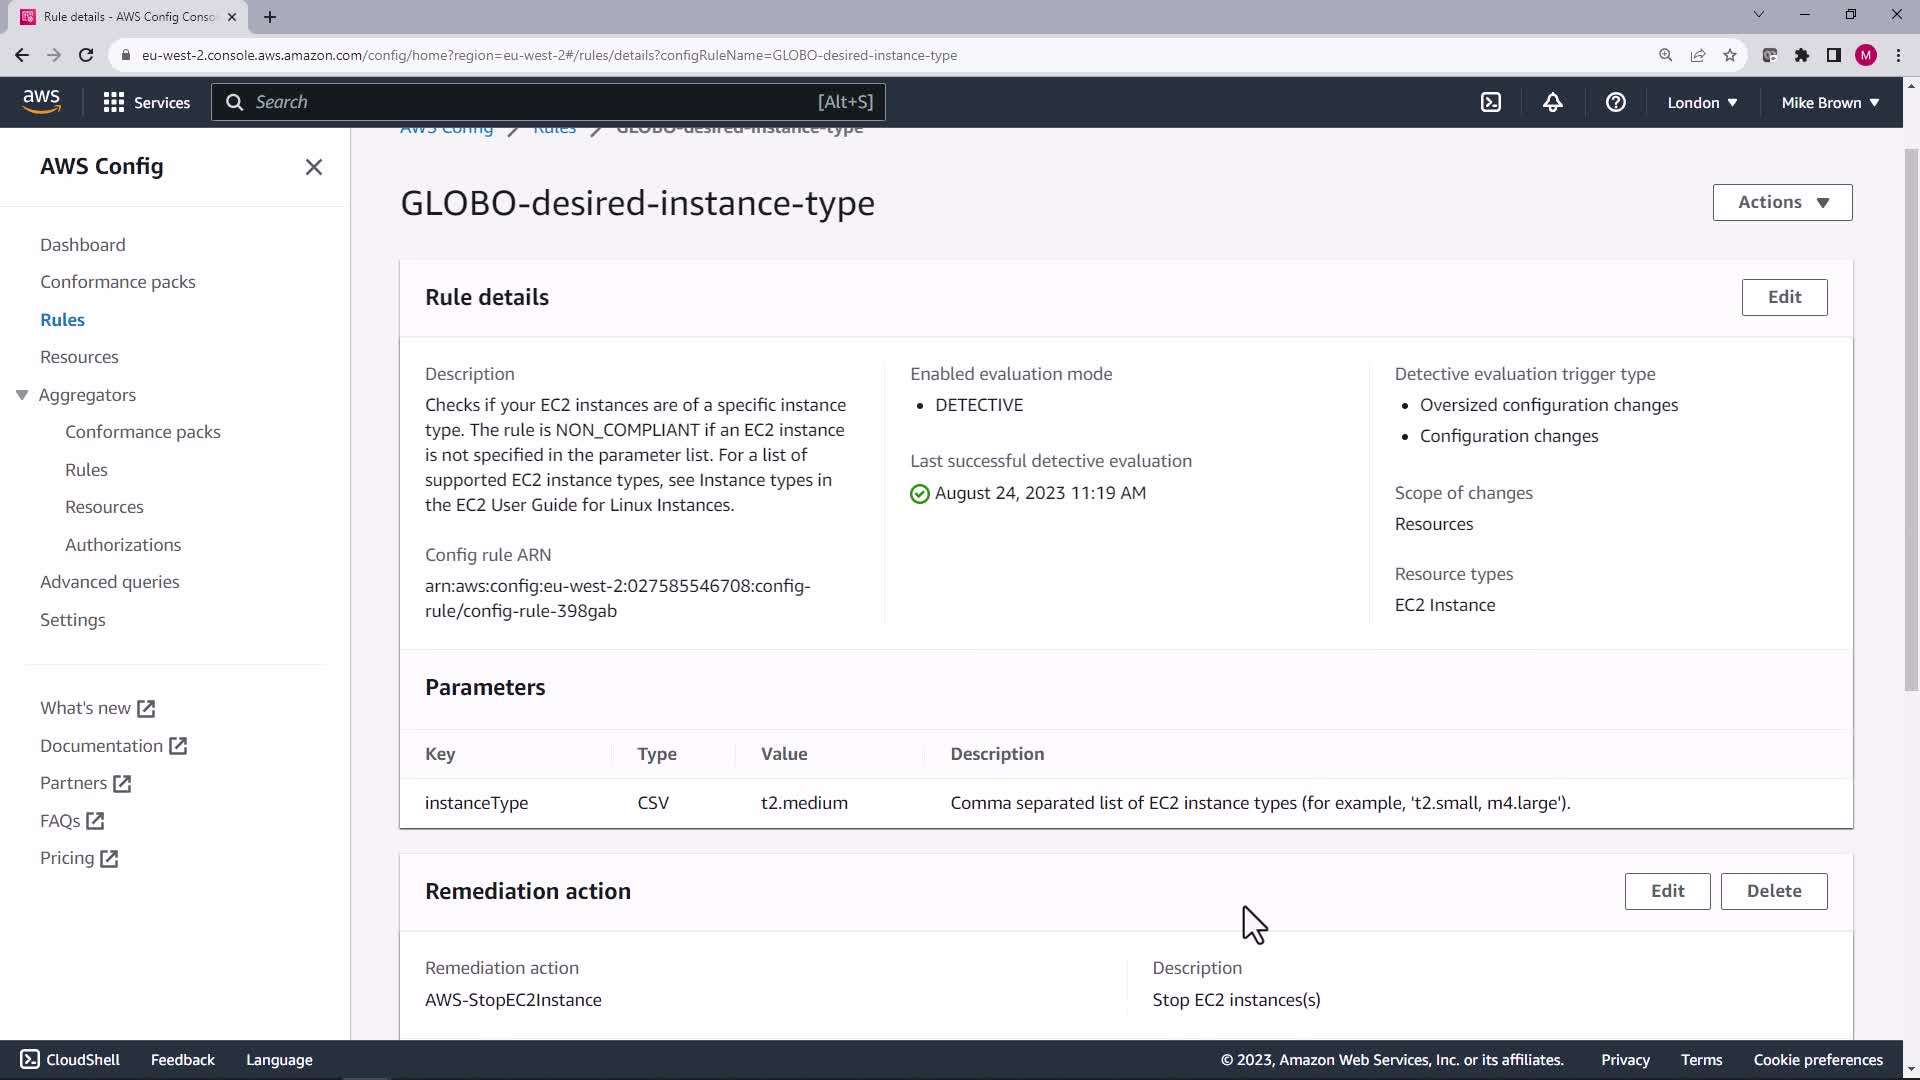 Rule details - AWS Config Conso
eu-west-2.console.aws.amazon.com/config/home?region=eu-west-2#/rules/details?configRuleName=GLOBO-desired-instance-type
M
aws
Services
Search
[Alt+S]
London
Mike Brown
AWS Config
Rules
GLOBO-desired-instance-type
AWS Config
Dashboard
Conformance packs
Rules
Resources
Aggregators
Conformance packs
Rules
Resources
Authorizations
Advanced queries
Settings
What's new
Documentation
Partners
FAQs
Pricing
GLOBO-desired-instance-type
Actions
Rule details
Edit
Description
Checks if your EC2 instances are of a specific instance
type. The rule is NON_COMPLIANT if an EC2 instance
is not specified in the parameter list. For a list of
supported EC2 instance types, see Instance types in
the EC2 User Guide for Linux Instances.
Config rule ARN
arn:aws:config:eu-west-2:027585546708:config-
rule/config-rule-398gab
Enabled evaluation mode
DETECTIVE
Last successful detective evaluation
August 24, 2023 11:19 AM
Detective evaluation trigger type
Oversized configuration changes
Configuration changes
Scope of changes
Resources
Resource types
EC2 Instance
Parameters
Key Type Value Description
instanceType CSV t2.medium Comma separated list of EC2 instance types (for example, 't2.small, m4.large').
Remediation action
Edit
Delete
Remediation action
AWS-StopEC2Instance
Description
Stop EC2 instances(s)
CloudShell
Feedback
Language
© 2023, Amazon Web Services, Inc. or its affiliates.
Privacy
Terms
Cookie preferences